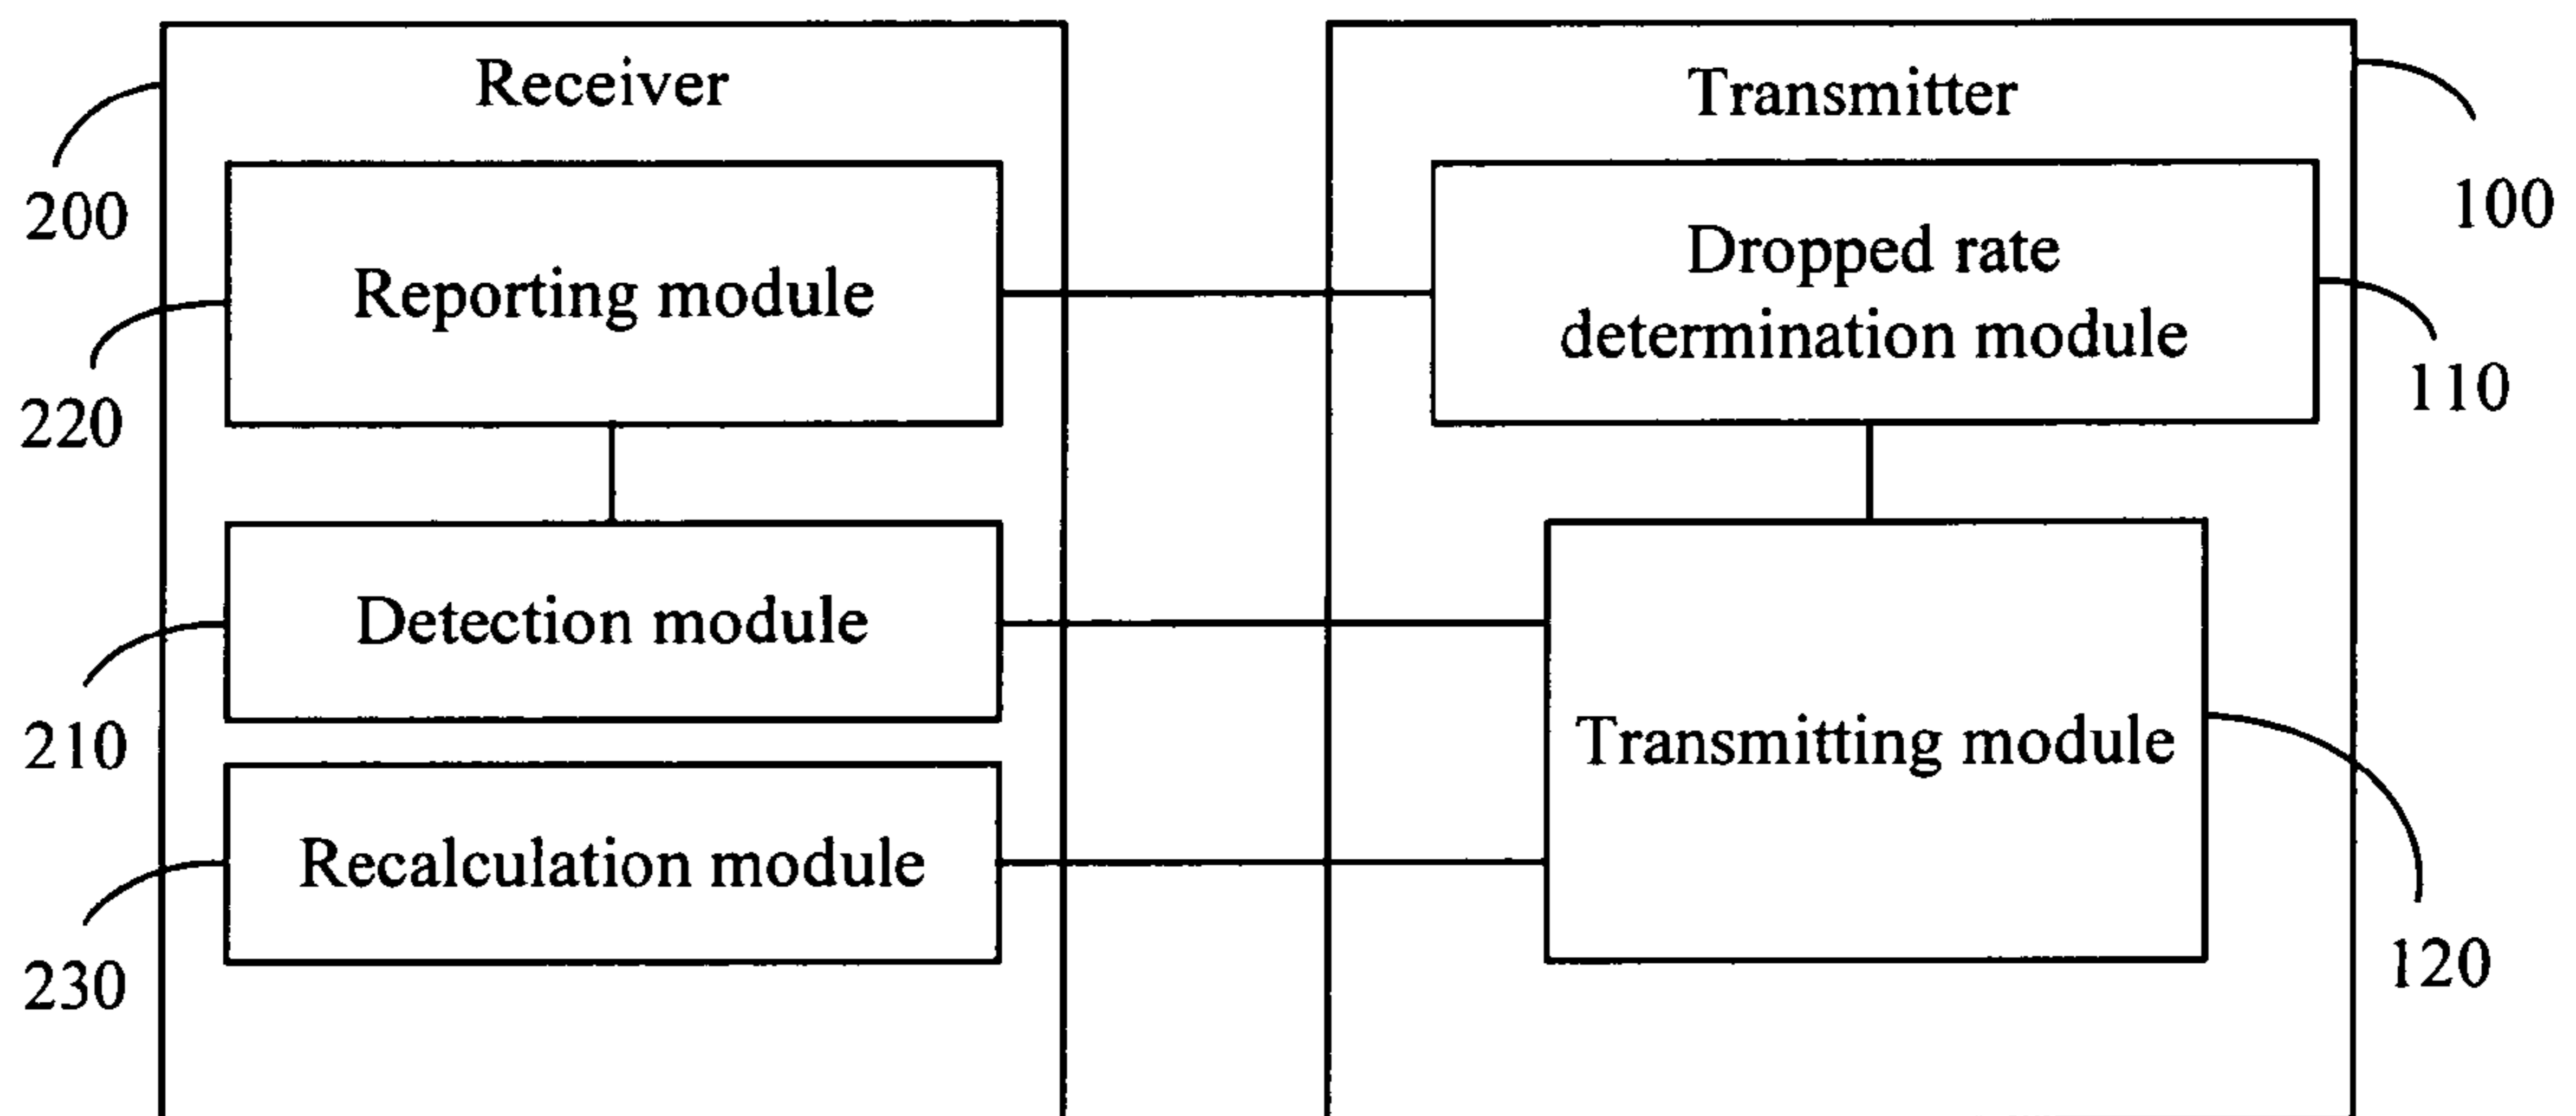 Receiver
Transmitter
200
100
Reporting module
Dropped rate
determination module
220
110
Detection module
210
Transmitting module
Recalculation module
230
120